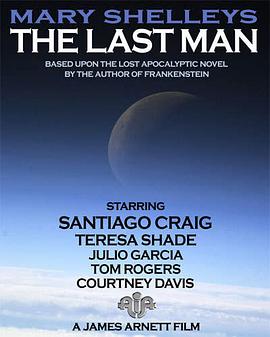 MARY SHELLEYS
THE LAST MAN
BASED UPON THE LOST APOCALYPTIC NOVEL
BY THE AUTHOR OF FRANKENSTEIN
STARRING
SANTIAGO CRAIG
TERESA SHADE
JULIO GARCIA
TOM ROGERS
COURTNEY DAVIS
AJA
A JAMES ARNETT FILM